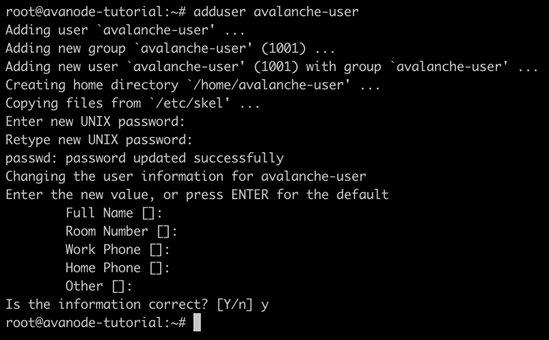 root@avanode-tutorial:~# adduser avalanche-user
Adding user `avalanche-user' ...
Adding new group `avalanche-user' (1001) ...
Adding new user `avalanche-user' (1001) with group `avalanche-user' ...
Creating home directory `/home/avalanche-user' ...
Copying files from `/etc/skel' ...
Enter new UNIX password:
Retype new UNIX password:
passwd: password updated successfully
Changing the user information for avalanche-user
Enter the new value, or press ENTER for the default
        Full Name []:
        Room Number []:
        Work Phone []:
        Home Phone []:
        Other []:
Is the information correct? [Y/n] y
root@avanode-tutorial:~#